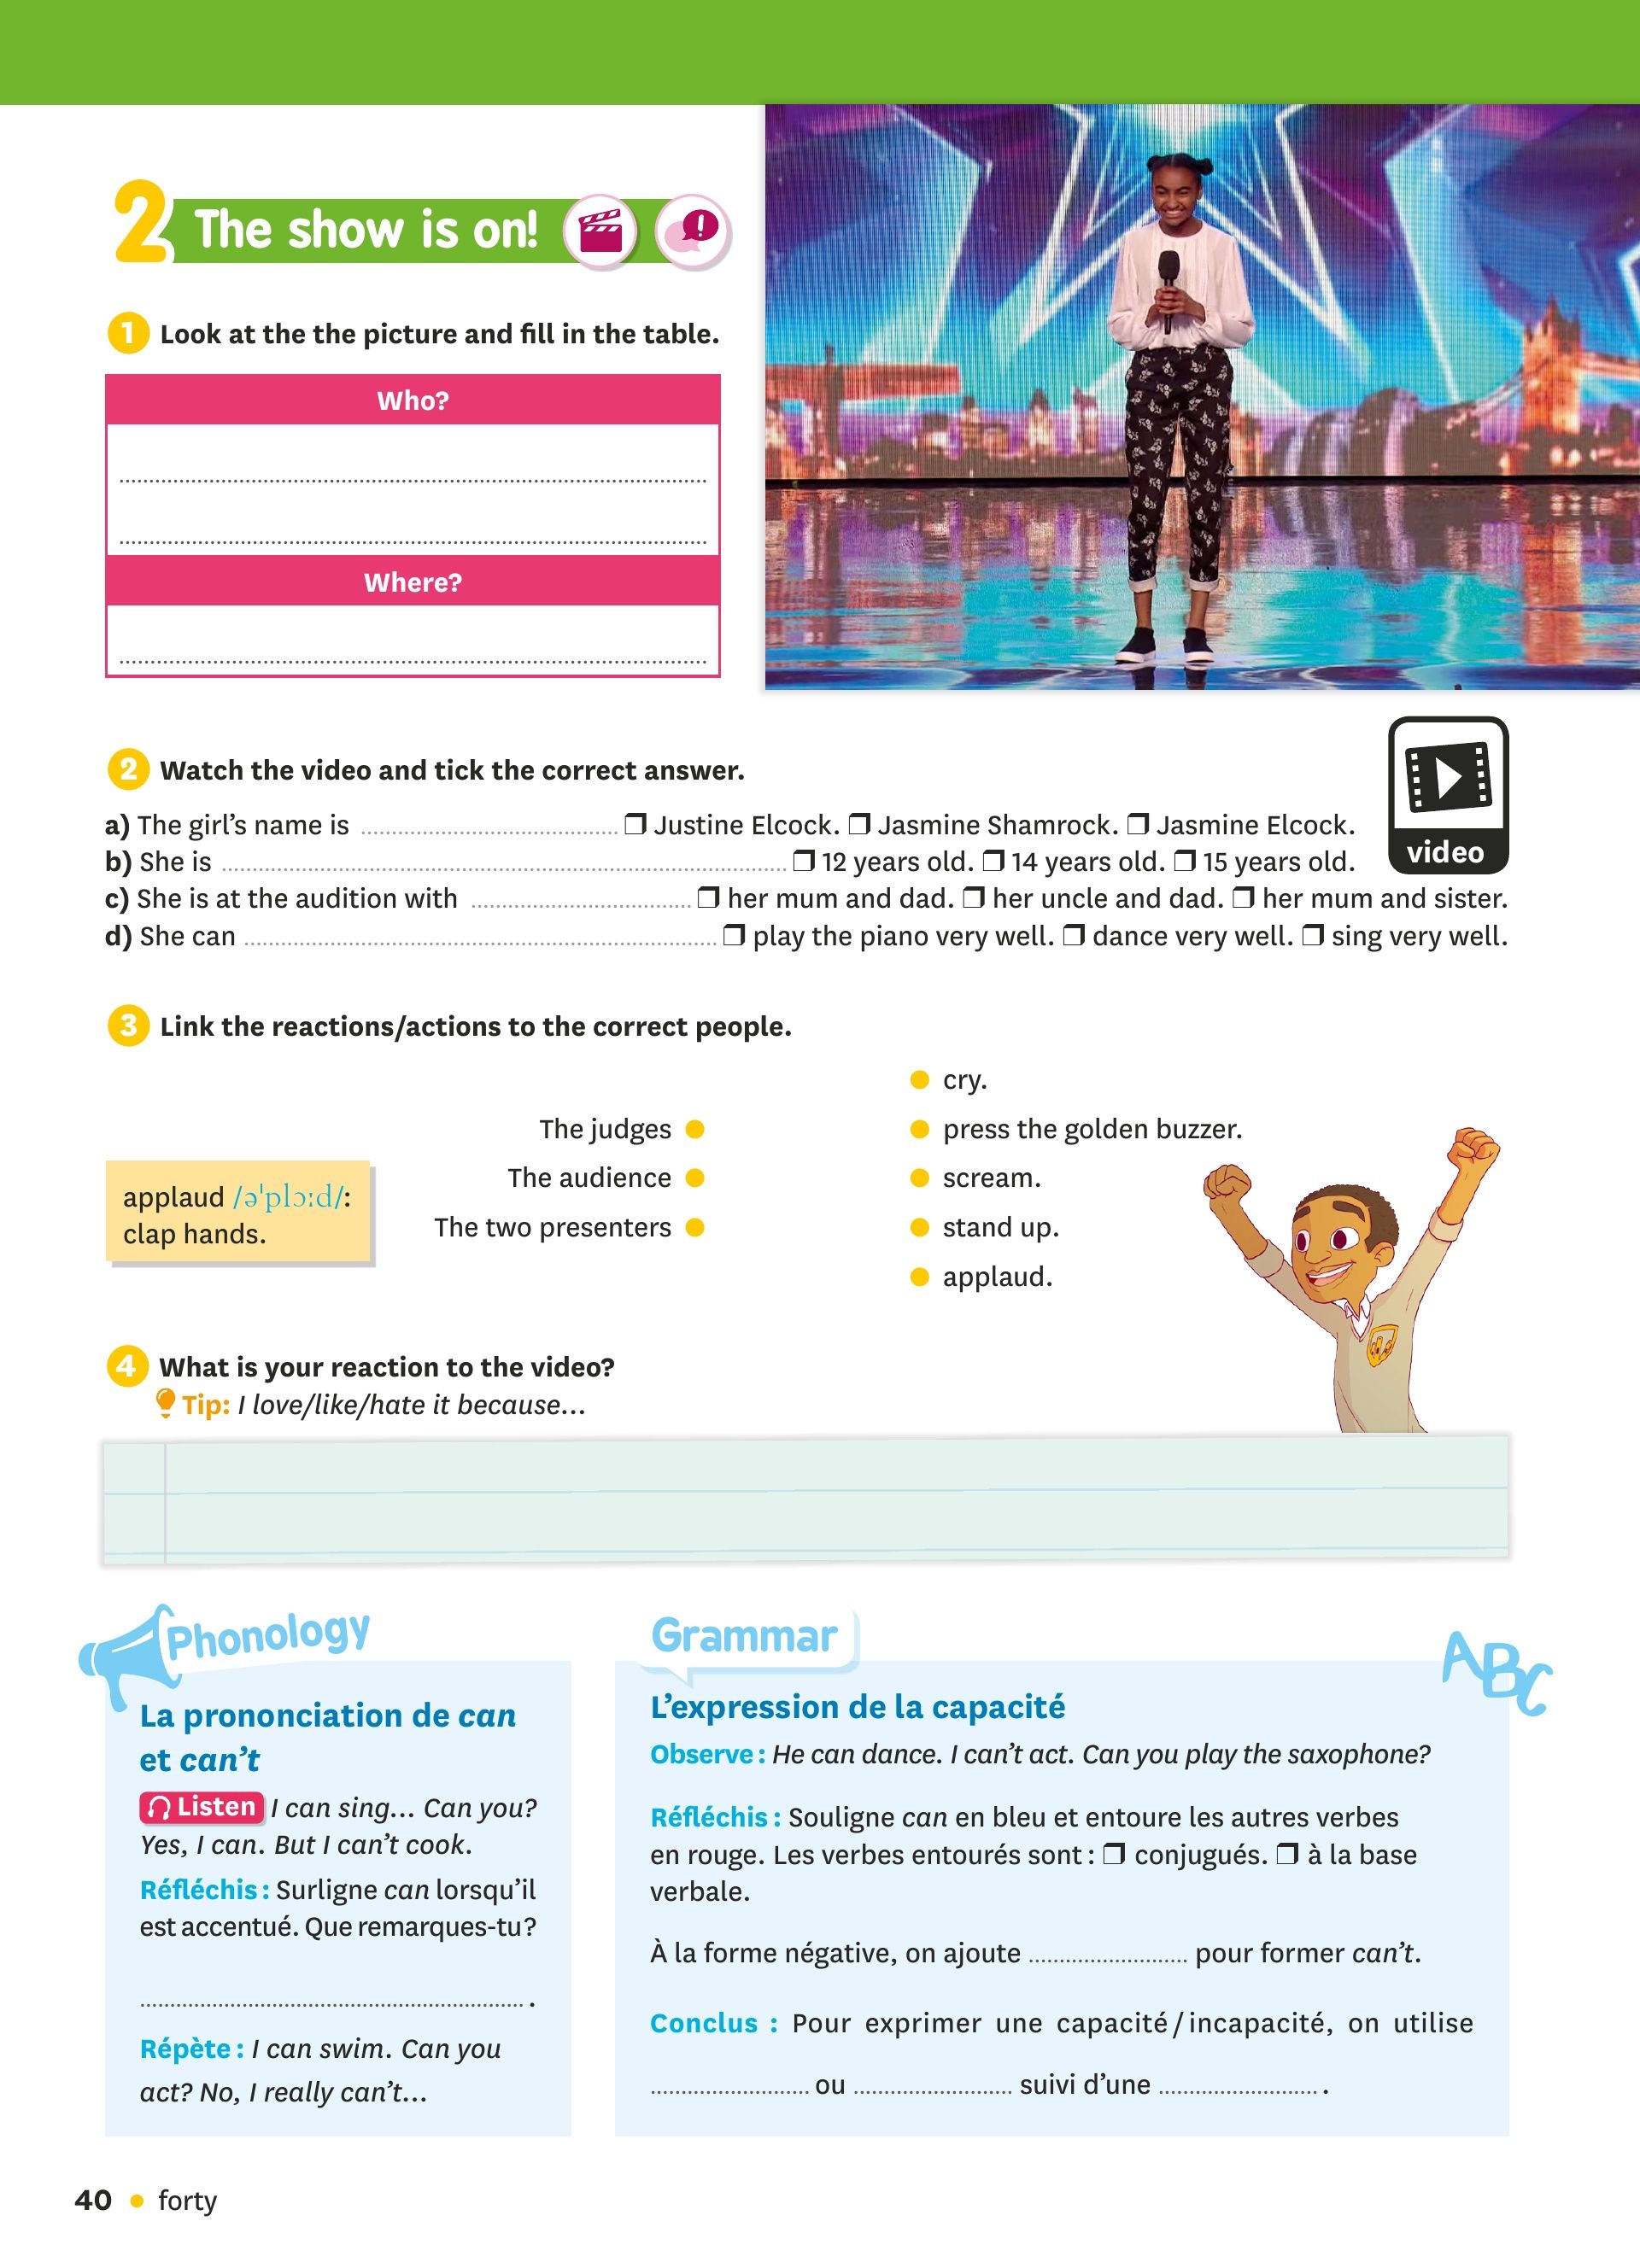 2 The show is on!
1 Look at the the picture and fill in the table.
Who?
Where?
2 Watch the video and tick the correct answer.
a) The girl's name is ........ ❒ Justine Elcock. ❒ Jasmine Shamrock. ❒ Jasmine Elcock.
b) She is ........ ❒ 12 years old. ❒ 14 years old. ❒ 15 years old.
c) She is at the audition with ........ ❒ her mum and dad. ❒ her uncle and dad. ❒ her mum and sister.
d) She can ........ ❒ play the piano very well. ❒ dance very well. ❒ sing very well.
video
3 Link the reactions/actions to the correct people.
applaud /ə'plɔːd/:
clap hands.
The judges
The audience
The two presenters
cry.
press the golden buzzer.
scream.
stand up.
applaud.
4 What is your reaction to the video?
Tip: I love/like/hate it because...
Phonology
La prononciation de can
et can't
Listen I can sing... Can you?
Yes, I can. But I can't cook.
Réfléchis : Surligne can lorsqu'il
est accentué. Que remarques-tu ?
........ .
Répète : I can swim. Can you
act? No, I really can't...
Grammar
ABC
L'expression de la capacité
Observe : He can dance. I can't act. Can you play the saxophone?
Réfléchis : Souligne can en bleu et entoure les autres verbes
en rouge. Les verbes entourés sont : ❒ conjugués. ❒ à la base
verbale.
À la forme négative, on ajoute ........ pour former can't.
Conclus : Pour exprimer une capacité / incapacité, on utilise
........ ou ........ suivi d'une ........ .
40 • forty